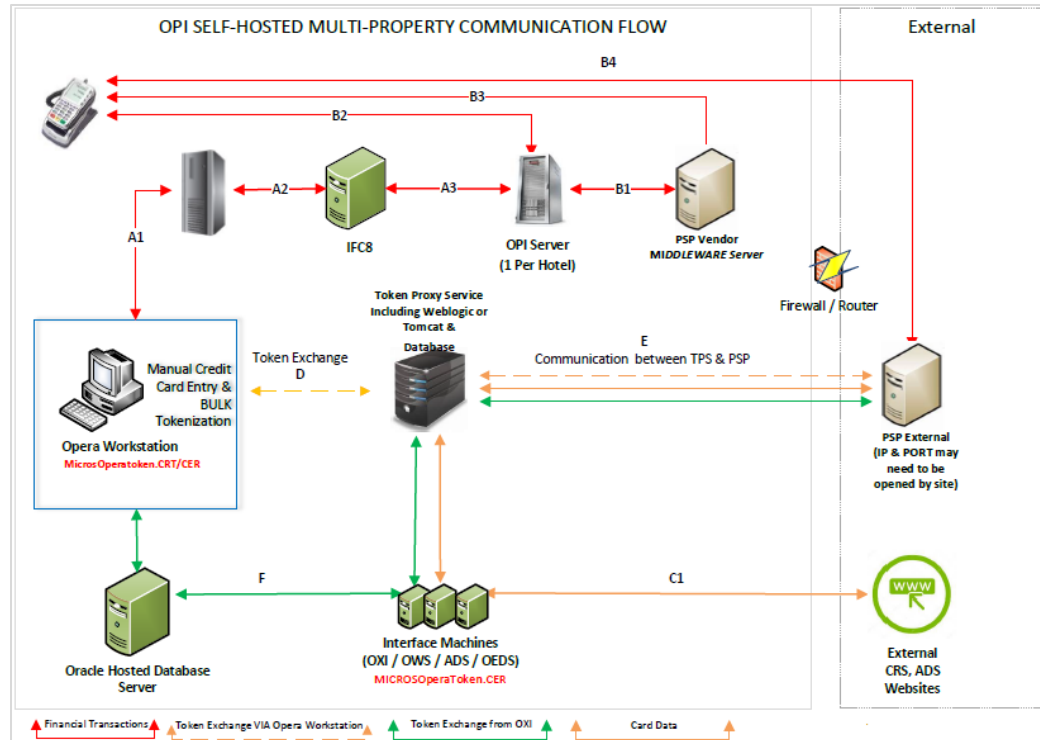 OPI SELF-HOSTED MULTI-PROPERTY COMMUNICATION FLOW
External
B4
B3
B2
A1
A2
A3
B1
IFC8
OPI Server
(1 Per Hotel)
PSP Vendor
MIDDLEWARE Server
Firewall / Router
Token Proxy Service
Including Weblogic or
Tomcat &
Database
Manual Credit
Card Entry &
BULK
Tokenization
Opera Workstation
MicrosOperatoken.CRT/CER
Token Exchange
D
E
Communication between TPS & PSP
PSP External
(IP & PORT may
need to be
opened by site)
F
C1
WWW
Oracle Hosted Database
Server
Interface Machines
(OXI / OWS / ADS / OEDS)
MICROSOperaToken.CER
External
CRS, ADS
Websites
Financial Transactions
Token Exchange VIA Opera Workstation
Token Exchange from OXI
Card Data